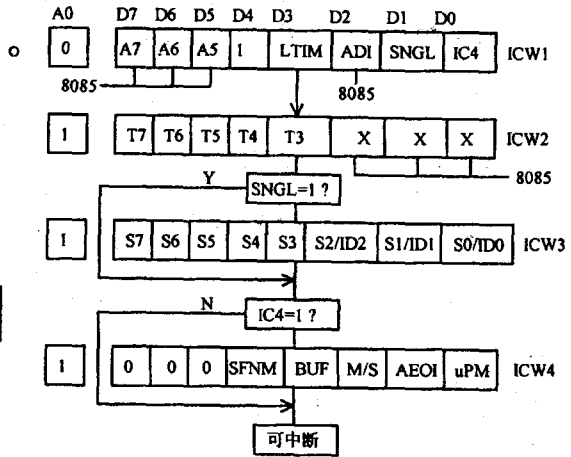 A0 D7 D6 D5 D4 D3 D2 D1 D0
0 A7 A6 A5 1 LTIM ADI SNGL IC4 ICW1
8085 8085
1 T7 T6 T5 T4 T3 X X X ICW2
8085
Y SNGL=1?
1 S7 S6 S5 S4 S3 S2/ID2 S1/ID1 S0/ID0 ICW3
N IC4=1?
1 0 0 0 SFNM BUF M/S AEOI uPM ICW4
可中断